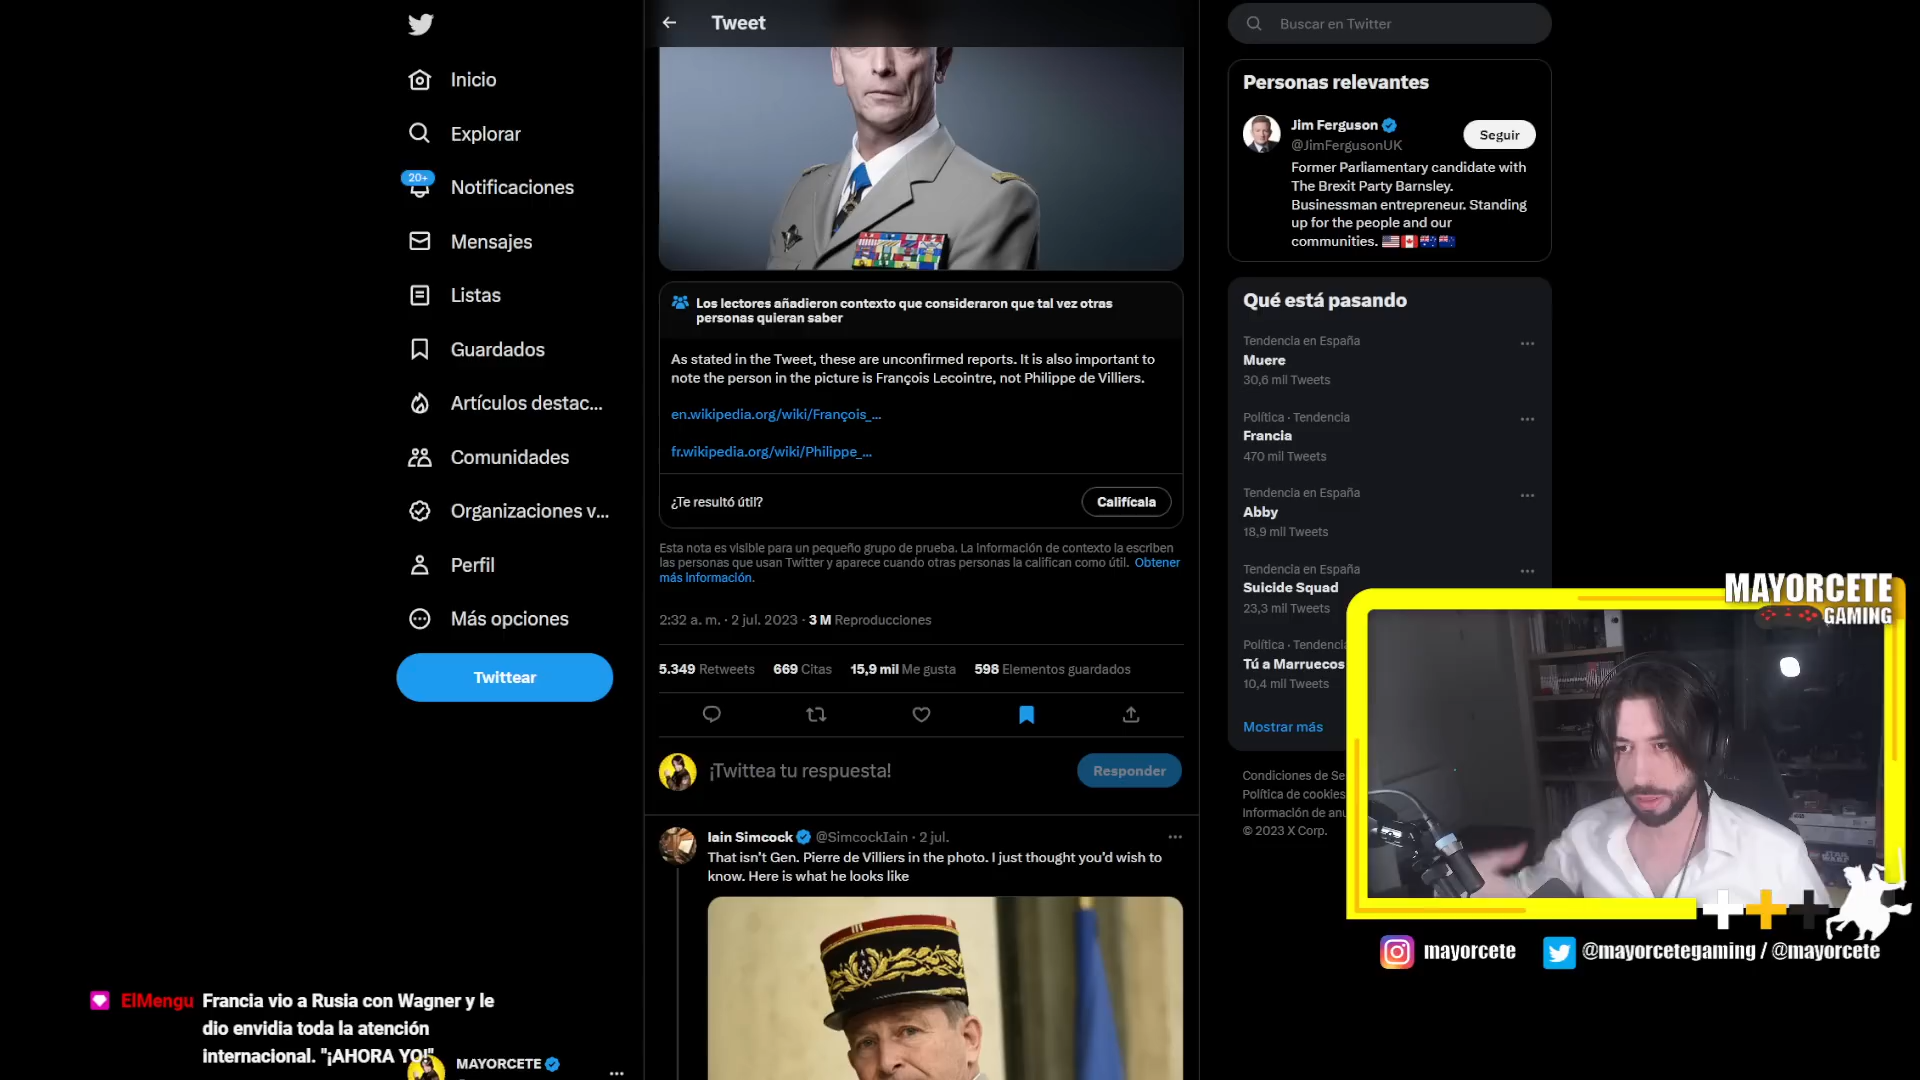 Inicio
Explorar
20+
Notificaciones
Mensajes
Listas
Guardados
Artículos destac...
Comunidades
Organizaciones v...
Perfil
Más opciones
Twittear
Tweet
Los lectores añadieron contexto que consideraron que tal vez otras
personas quieran saber
As stated in the Tweet, these are unconfirmed reports. It is also important to
note the person in the picture is François Lecointre, not Philippe de Villiers.
en.wikipedia.org/wiki/François_...
fr.wikipedia.org/wiki/Philippe_...
¿Te resultó útil?
Califícala
Esta nota es visible para un pequeño grupo de prueba. La información de contexto la escriben
las personas que usan Twitter y aparece cuando otras personas la califican como útil. Obtener
más información.
2:32 a. m. · 2 jul. 2023 · 3 M Reproducciones
5.349 Retweets 669 Citas 15,9 mil Me gusta 598 Elementos guardados
¡Twittea tu respuesta!
Responder
Iain Simcock @SimcockIain · 2 jul.
That isn't Gen. Pierre de Villiers in the photo. I just thought you'd wish to
know. Here is what he looks like
Buscar en Twitter
Personas relevantes
Jim Ferguson
@JimFergusonUK
Seguir
Former Parliamentary candidate with
The Brexit Party Barnsley.
Businessman entrepreneur. Standing
up for the people and our
communities.
Qué está pasando
Tendencia en España
Muere
30,6 mil Tweets
Política · Tendencia
Francia
470 mil Tweets
Tendencia en España
Abby
18,9 mil Tweets
Tendencia en España
Suicide Squad
23,3 mil Tweets
Política · Tendencia
Tú a Marruecos
10,4 mil Tweets
Mostrar más
Condiciones de Se
Política de cookies
Información de anu
© 2023 X Corp.
MAYORCETE
GAMING
STAR
mayorcete
@mayorcetegaming / @mayorcete
ElMengu Francia vio a Rusia con Wagner y le
dio envidia toda la atención
internacional. "¡AHORA YO!"
MAYORCETE